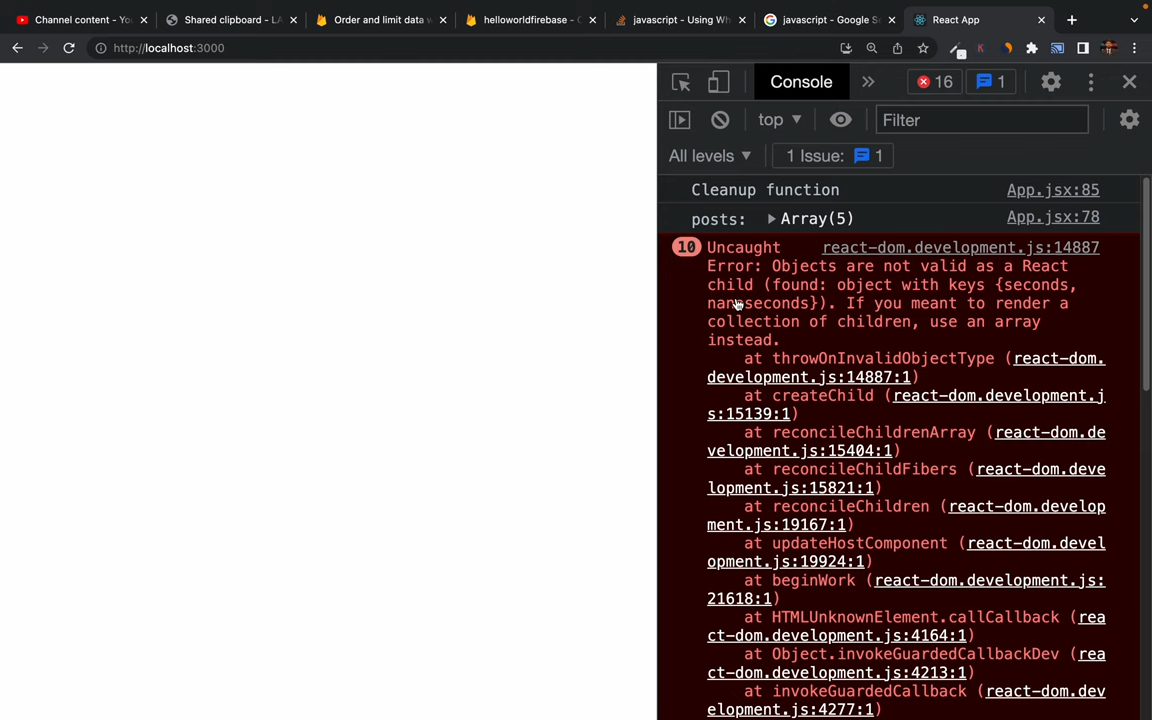 Channel content - You
Shared clipboard - LA
Order and limit data w
helloworldfirebase - C
javascript - Using Wh
javascript - Google Se
React App
http://localhost:3000
K
Console
16
1
top
Filter
All levels
1 Issue:
1
Cleanup function
App.jsx:85
posts: Array(5)
App.jsx:78
10 Uncaught react-dom.development.js:14887
Error: Objects are not valid as a React
child (found: object with keys {seconds,
nanoseconds}). If you meant to render a
collection of children, use an array
instead.
at throwOnInvalidObjectType (react-dom.
development.js:14887:1)
at createChild (react-dom.development.j
s:15139:1)
at reconcileChildrenArray (react-dom.de
velopment.js:15404:1)
at reconcileChildFibers (react-dom.deve
lopment.js:15821:1)
at reconcileChildren (react-dom.develop
ment.js:19167:1)
at updateHostComponent (react-dom.devel
opment.js:19924:1)
at beginWork (react-dom.development.js:
21618:1)
at HTMLUnknownElement.callCallback (rea
ct-dom.development.js:4164:1)
at Object.invokeGuardedCallbackDev (rea
ct-dom.development.js:4213:1)
at invokeGuardedCallback (react-dom.dev
elopment.js:4277:1)